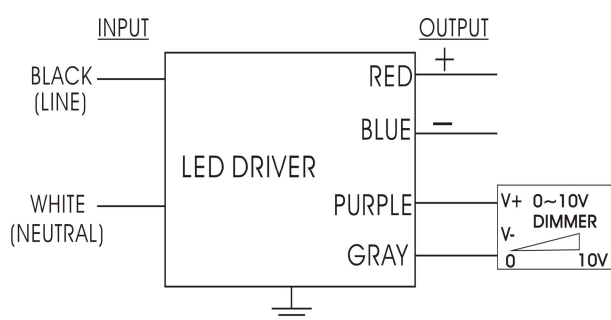 INPUT
OUTPUT
BLACK
(LINE)
WHITE
(NEUTRAL)
LED DRIVER
RED
+
BLUE
−
PURPLE
GRAY
V+ 0~10V
DIMMER
V-
0 10V